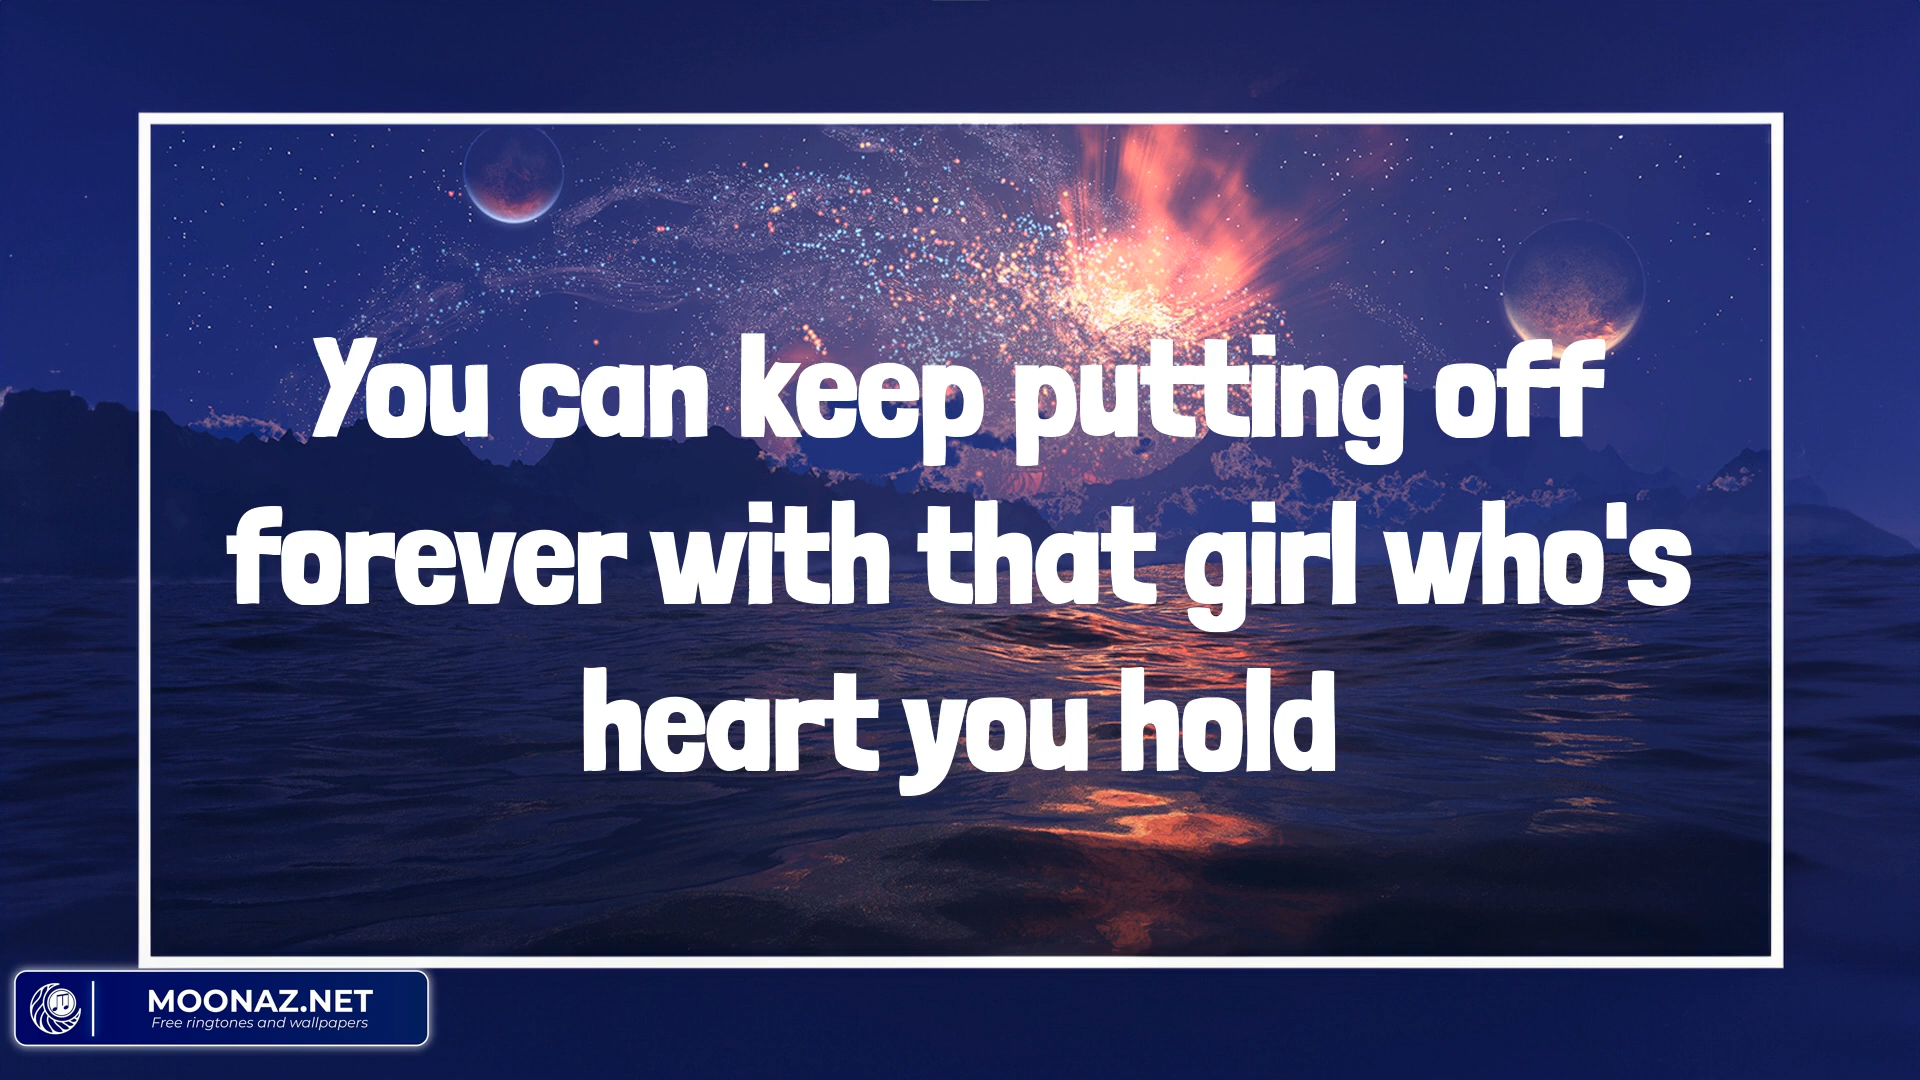 You can keep putting off
forever with that girl who's
heart you hold
MOONAZ.NET
Free ringtones and wallpapers